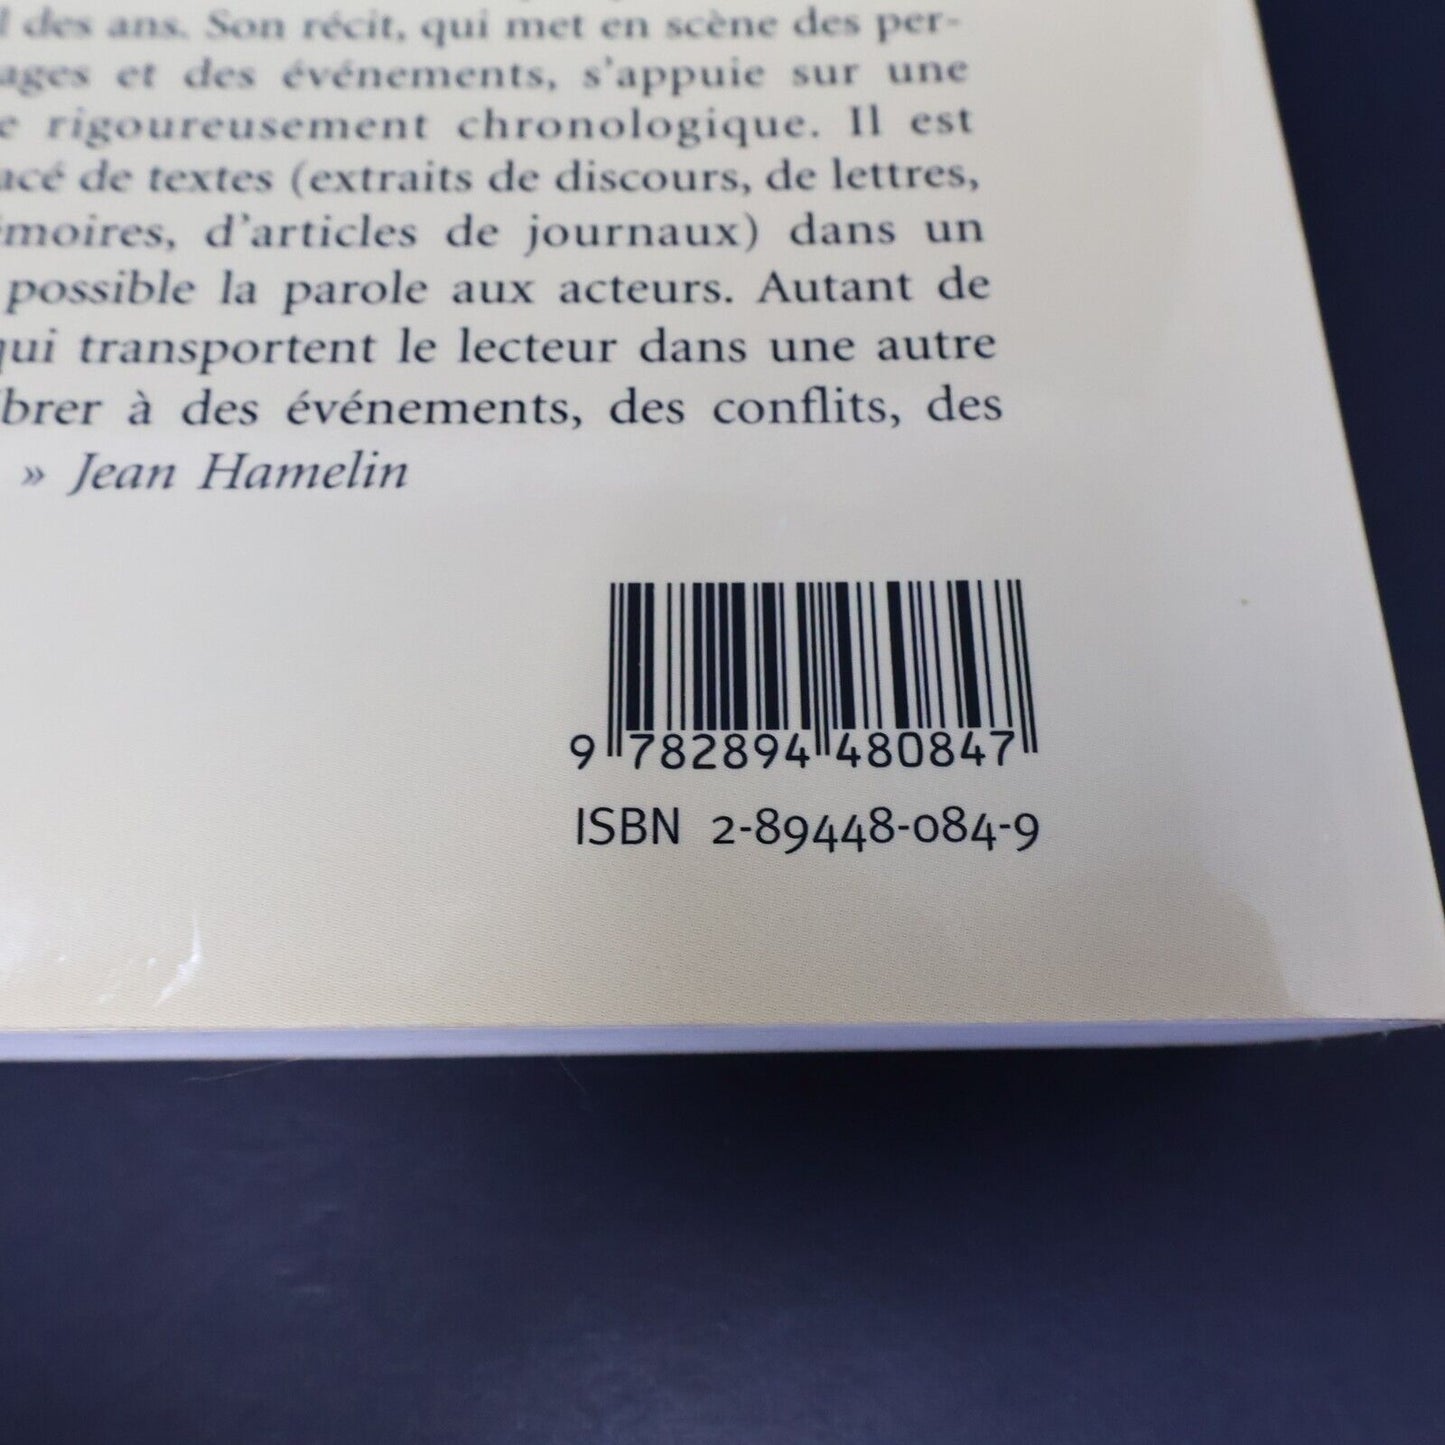 des ans. Son récit, qui met en scène des per-
ages et des événements, s'appuie sur une
e rigoureusement chronologique. Il est
acé de textes (extraits de discours, de lettres,
émoires, d'articles de journaux) dans un
possible la parole aux acteurs. Autant de
qui transportent le lecteur dans une autre
ibrer à des événements, des conflits, des
» Jean Hamelin
9 782894 480847
ISBN 2-89448-084-9